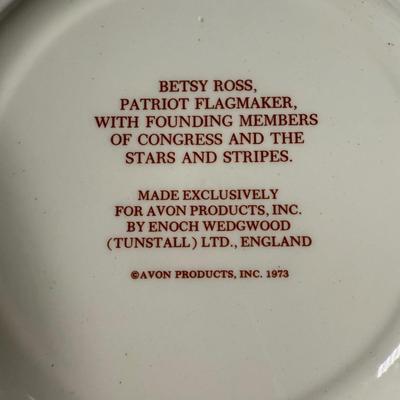 BETSY ROSS,
PATRIOT FLAGMAKER,
WITH FOUNDING MEMBERS
OF CONGRESS AND THE
STARS AND STRIPES.
MADE EXCLUSIVELY
FOR AVON PRODUCTS, INC.
BY ENOCH WEDGWOOD
(TUNSTALL) LTD., ENGLAND
©AVON PRODUCTS, INC. 1973